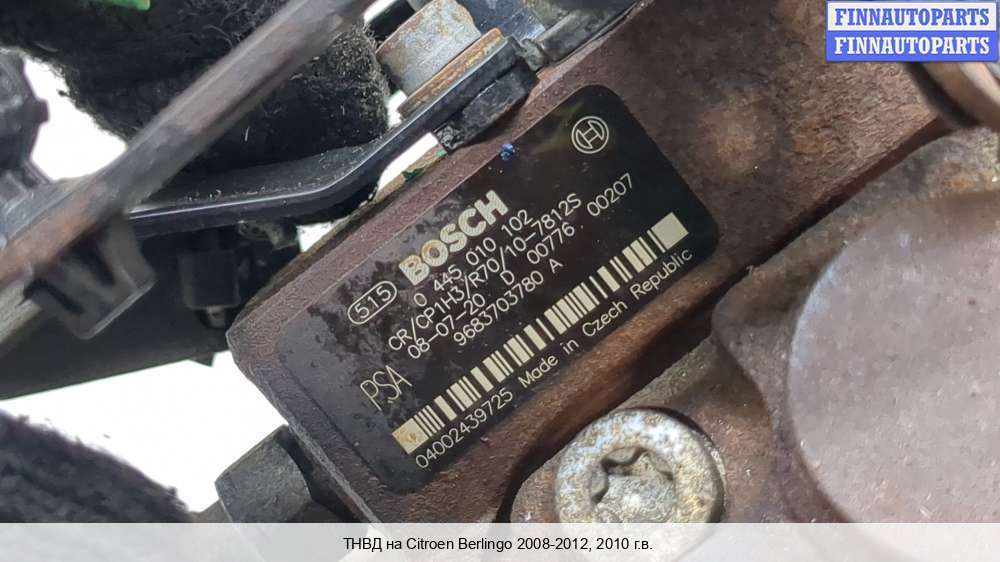 FINNAUTOPARTS
FINNAUTOPARTS
515 BOSCH
0 445 010 102
CR/CP1H3/R70/10-7812S
08-07-20 D 00776 00207
9683703780 A
PSA
04002439725 Made in Czech Republic
ТНВД на Citroen Berlingo 2008-2012, 2010 г.в.